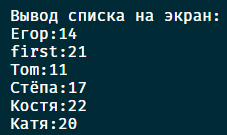 Вывод списка на экран:
Егор:14
first:21
Tom:11
Стёпа:17
Костя:22
Катя:20